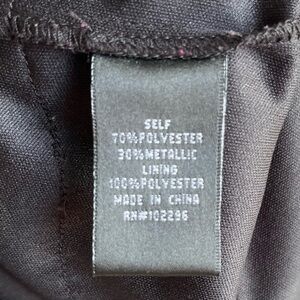 SELF
70%POLYESTER
30%METALLIC
LINING
100%POLYESTER
MADE IN CHINA
RN#102296